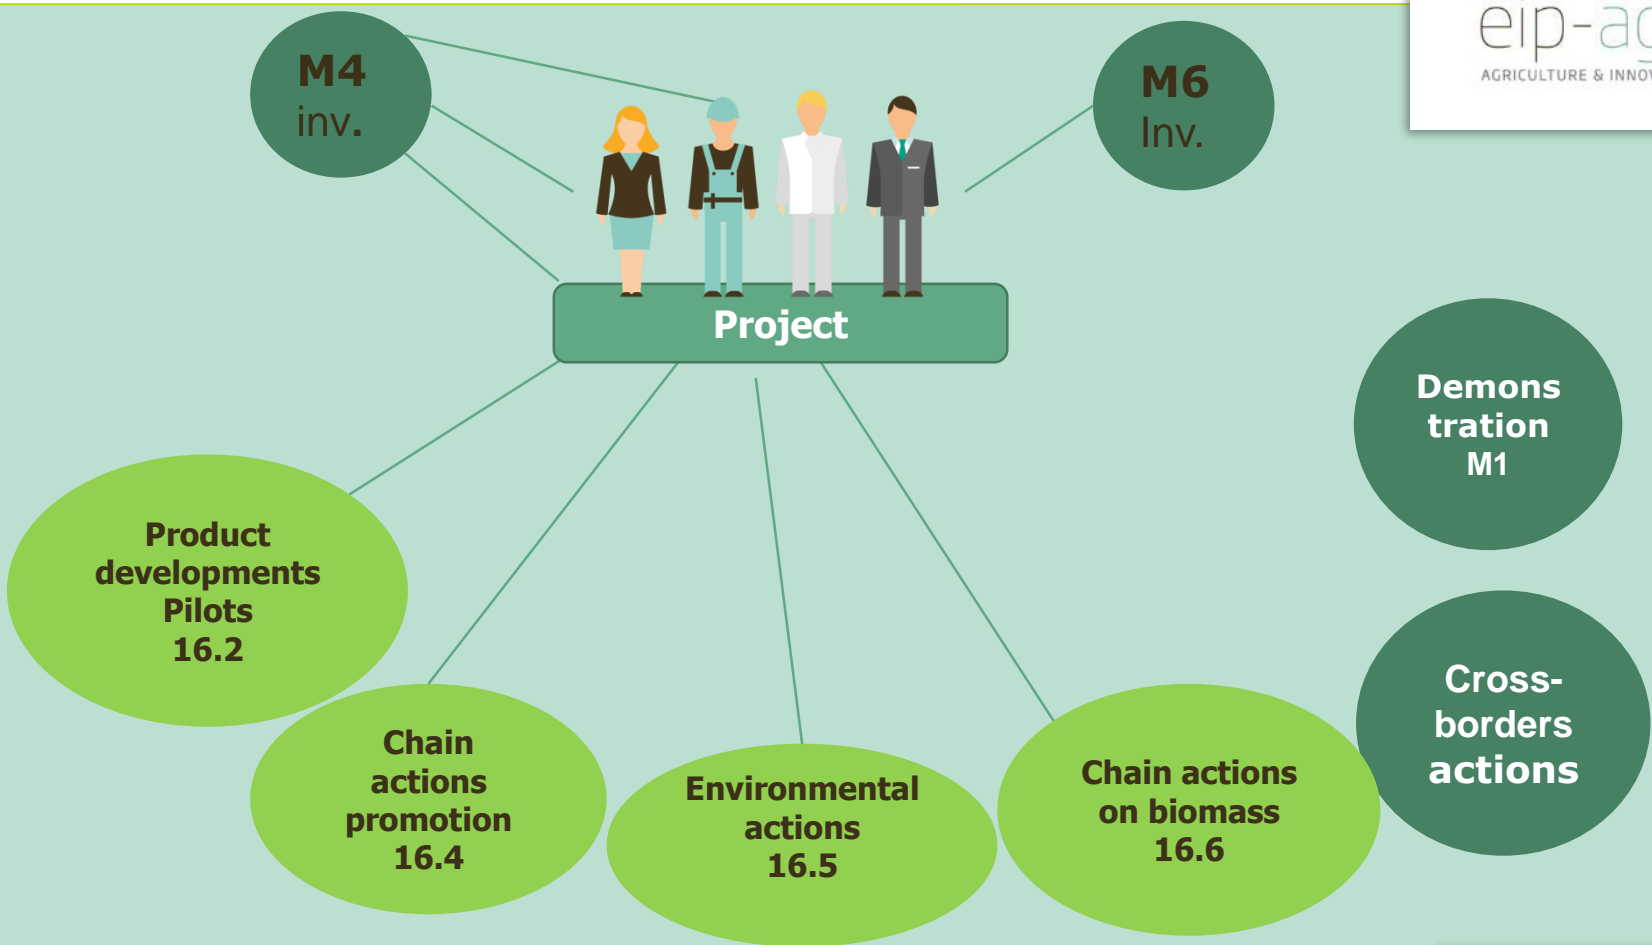 eip-ag
AGRICULTURE & INNOV
M4
inv.
M6
Inv.
Project
Demons
tration
M1
Product
developments
Pilots
16.2
Cross-
borders
actions
Chain
actions
promotion
16.4
Environmental
actions
16.5
Chain actions
on biomass
16.6